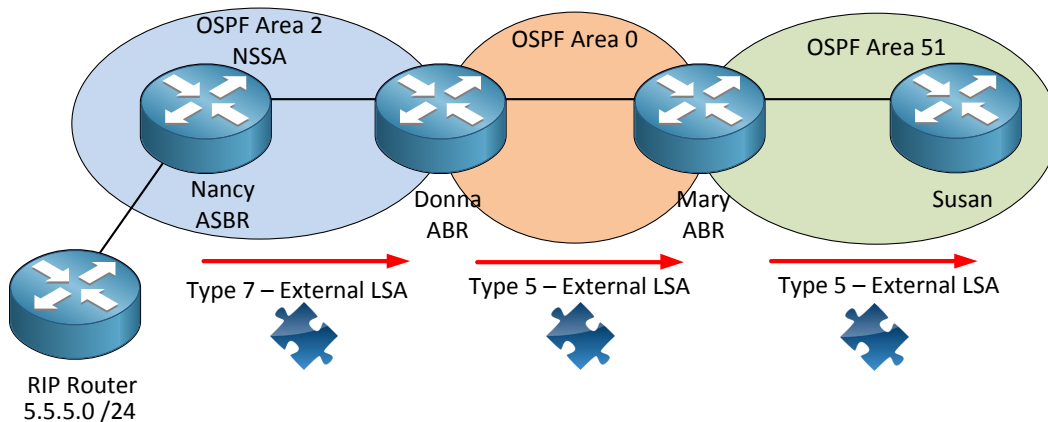 OSPF Area 2
NSSA
OSPF Area 0
OSPF Area 51
Nancy
ASBR
Donna
ABR
Mary
ABR
Susan
Type 7 – External LSA
Type 5 – External LSA
Type 5 – External LSA
RIP Router
5.5.5.0 /24